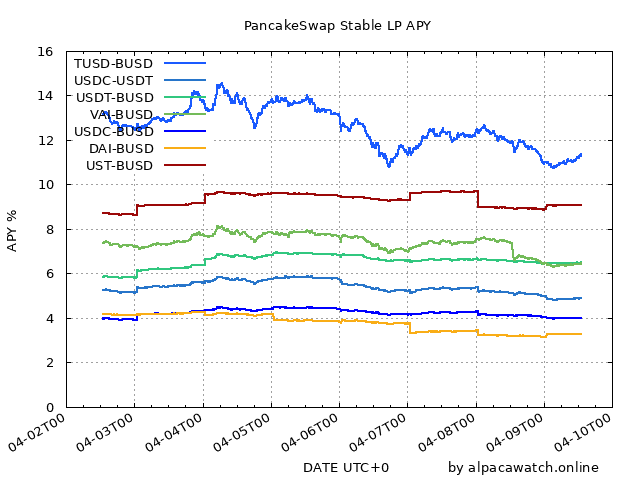 PancakeSwap Stable LP APY
16
14
12
10
8
6
4
2
0
APY %
TUSD-BUSD
USDC-USDT
USDT-BUSD
VAI-BUSD
USDC-BUSD
DAI-BUSD
UST-BUSD
04-02T00
04-03T00
04-04T00
04-05T00
04-06T00
04-07T00
04-08T00
04-09T00
04-10T00
DATE UTC+0
by alpacawatch.online